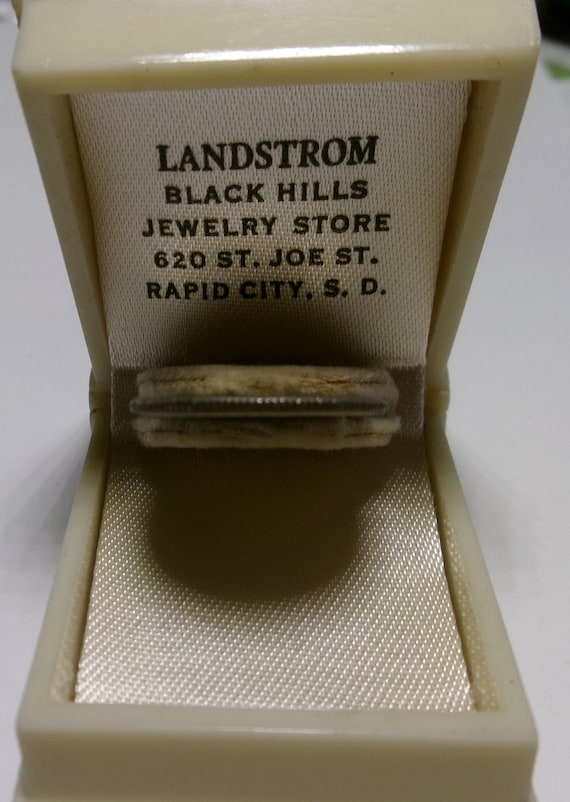 LANDSTROM
BLACK HILLS
JEWELRY STORE
620 ST. JOE ST.
RAPID CITY, S. D.